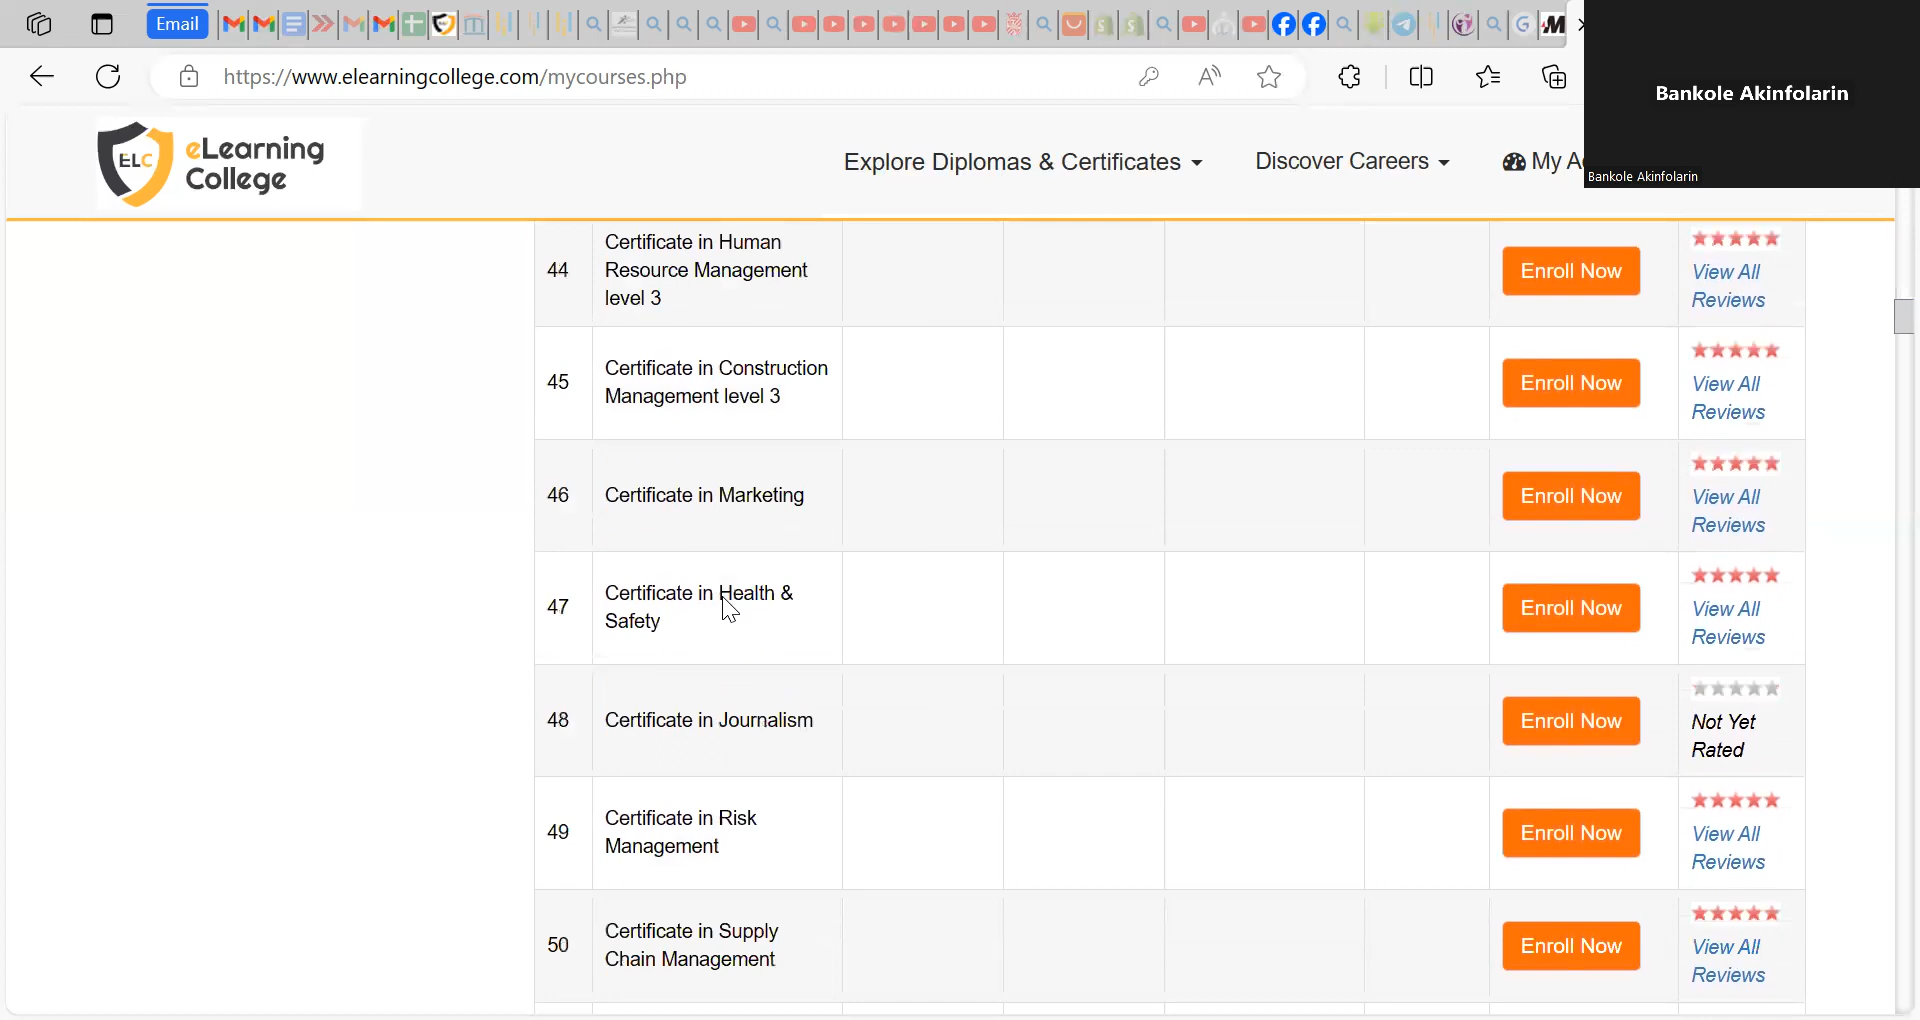 Email
https://www.elearningcollege.com/mycourses.php
Bankole Akinfolarin
Bankole Akinfolarin
ELC
eLearning
College
Explore Diplomas & Certificates
Discover Careers
My A
44
Certificate in Human
Resource Management
level 3
Enroll Now
View All
Reviews
45
Certificate in Construction
Management level 3
Enroll Now
View All
Reviews
46
Certificate in Marketing
Enroll Now
View All
Reviews
47
Certificate in Health &
Safety
Enroll Now
View All
Reviews
48
Certificate in Journalism
Enroll Now
Not Yet
Rated
49
Certificate in Risk
Management
Enroll Now
View All
Reviews
50
Certificate in Supply
Chain Management
Enroll Now
View All
Reviews